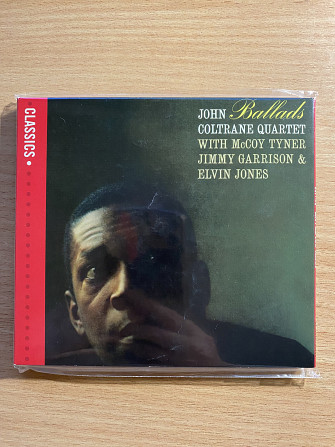 CLASSICS •
JOHN Ballads
COLTRANE QUARTET
WITH McCOY TYNER
JIMMY GARRISON &
ELVIN JONES